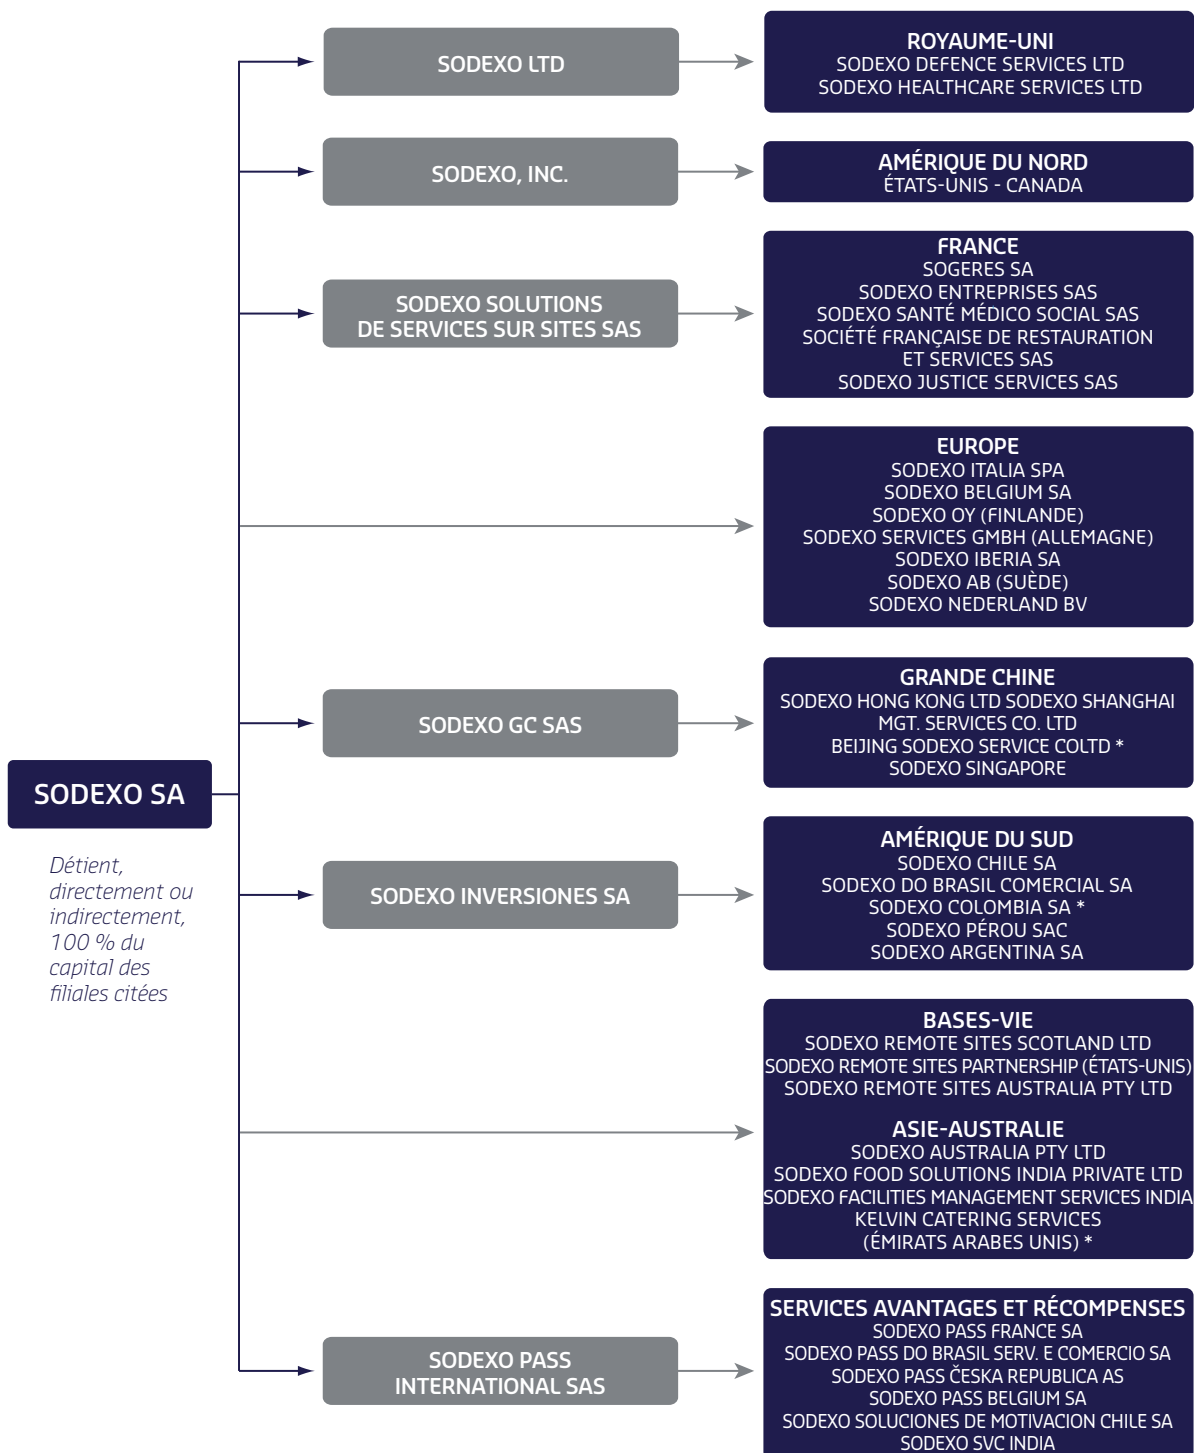 SODEXO LTD
ROYAUME-UNI
SODEXO DEFENCE SERVICES LTD
SODEXO HEALTHCARE SERVICES LTD
SODEXO, INC.
AMÉRIQUE DU NORD
ÉTATS-UNIS - CANADA
SODEXO SOLUTIONS
DE SERVICES SUR SITES SAS
FRANCE
SOGERES SA
SODEXO ENTREPRISES SAS
SODEXO SANTÉ MÉDICO SOCIAL SAS
SOCIÉTÉ FRANÇAISE DE RESTAURATION
ET SERVICES SAS
SODEXO JUSTICE SERVICES SAS
EUROPE
SODEXO ITALIA SPA
SODEXO BELGIUM SA
SODEXO OY (FINLANDE)
SODEXO SERVICES GMBH (ALLEMAGNE)
SODEXO IBERIA SA
SODEXO AB (SUÈDE)
SODEXO NEDERLAND BV
SODEXO GC SAS
GRANDE CHINE
SODEXO HONG KONG LTD SODEXO SHANGHAI
MGT. SERVICES CO. LTD
BEIJING SODEXO SERVICE COLTD *
SODEXO SINGAPORE
SODEXO SA
Détient,
directement ou
indirectement,
100 % du
capital des
filiales citées
SODEXO INVERSIONES SA
AMÉRIQUE DU SUD
SODEXO CHILE SA
SODEXO DO BRASIL COMERCIAL SA
SODEXO COLOMBIA SA *
SODEXO PÉROU SAC
SODEXO ARGENTINA SA
BASES-VIE
SODEXO REMOTE SITES SCOTLAND LTD
SODEXO REMOTE SITES PARTNERSHIP (ÉTATS-UNIS)
SODEXO REMOTE SITES AUSTRALIA PTY LTD
ASIE-AUSTRALIE
SODEXO AUSTRALIA PTY LTD
SODEXO FOOD SOLUTIONS INDIA PRIVATE LTD
SODEXO FACILITIES MANAGEMENT SERVICES INDIA
KELVIN CATERING SERVICES
(ÉMIRATS ARABES UNIS) *
SODEXO PASS
INTERNATIONAL SAS
SERVICES AVANTAGES ET RÉCOMPENSES
SODEXO PASS FRANCE SA
SODEXO PASS DO BRASIL SERV. E COMERCIO SA
SODEXO PASS ČESKA REPUBLICA AS
SODEXO PASS BELGIUM SA
SODEXO SOLUCIONES DE MOTIVACION CHILE SA
SODEXO SVC INDIA